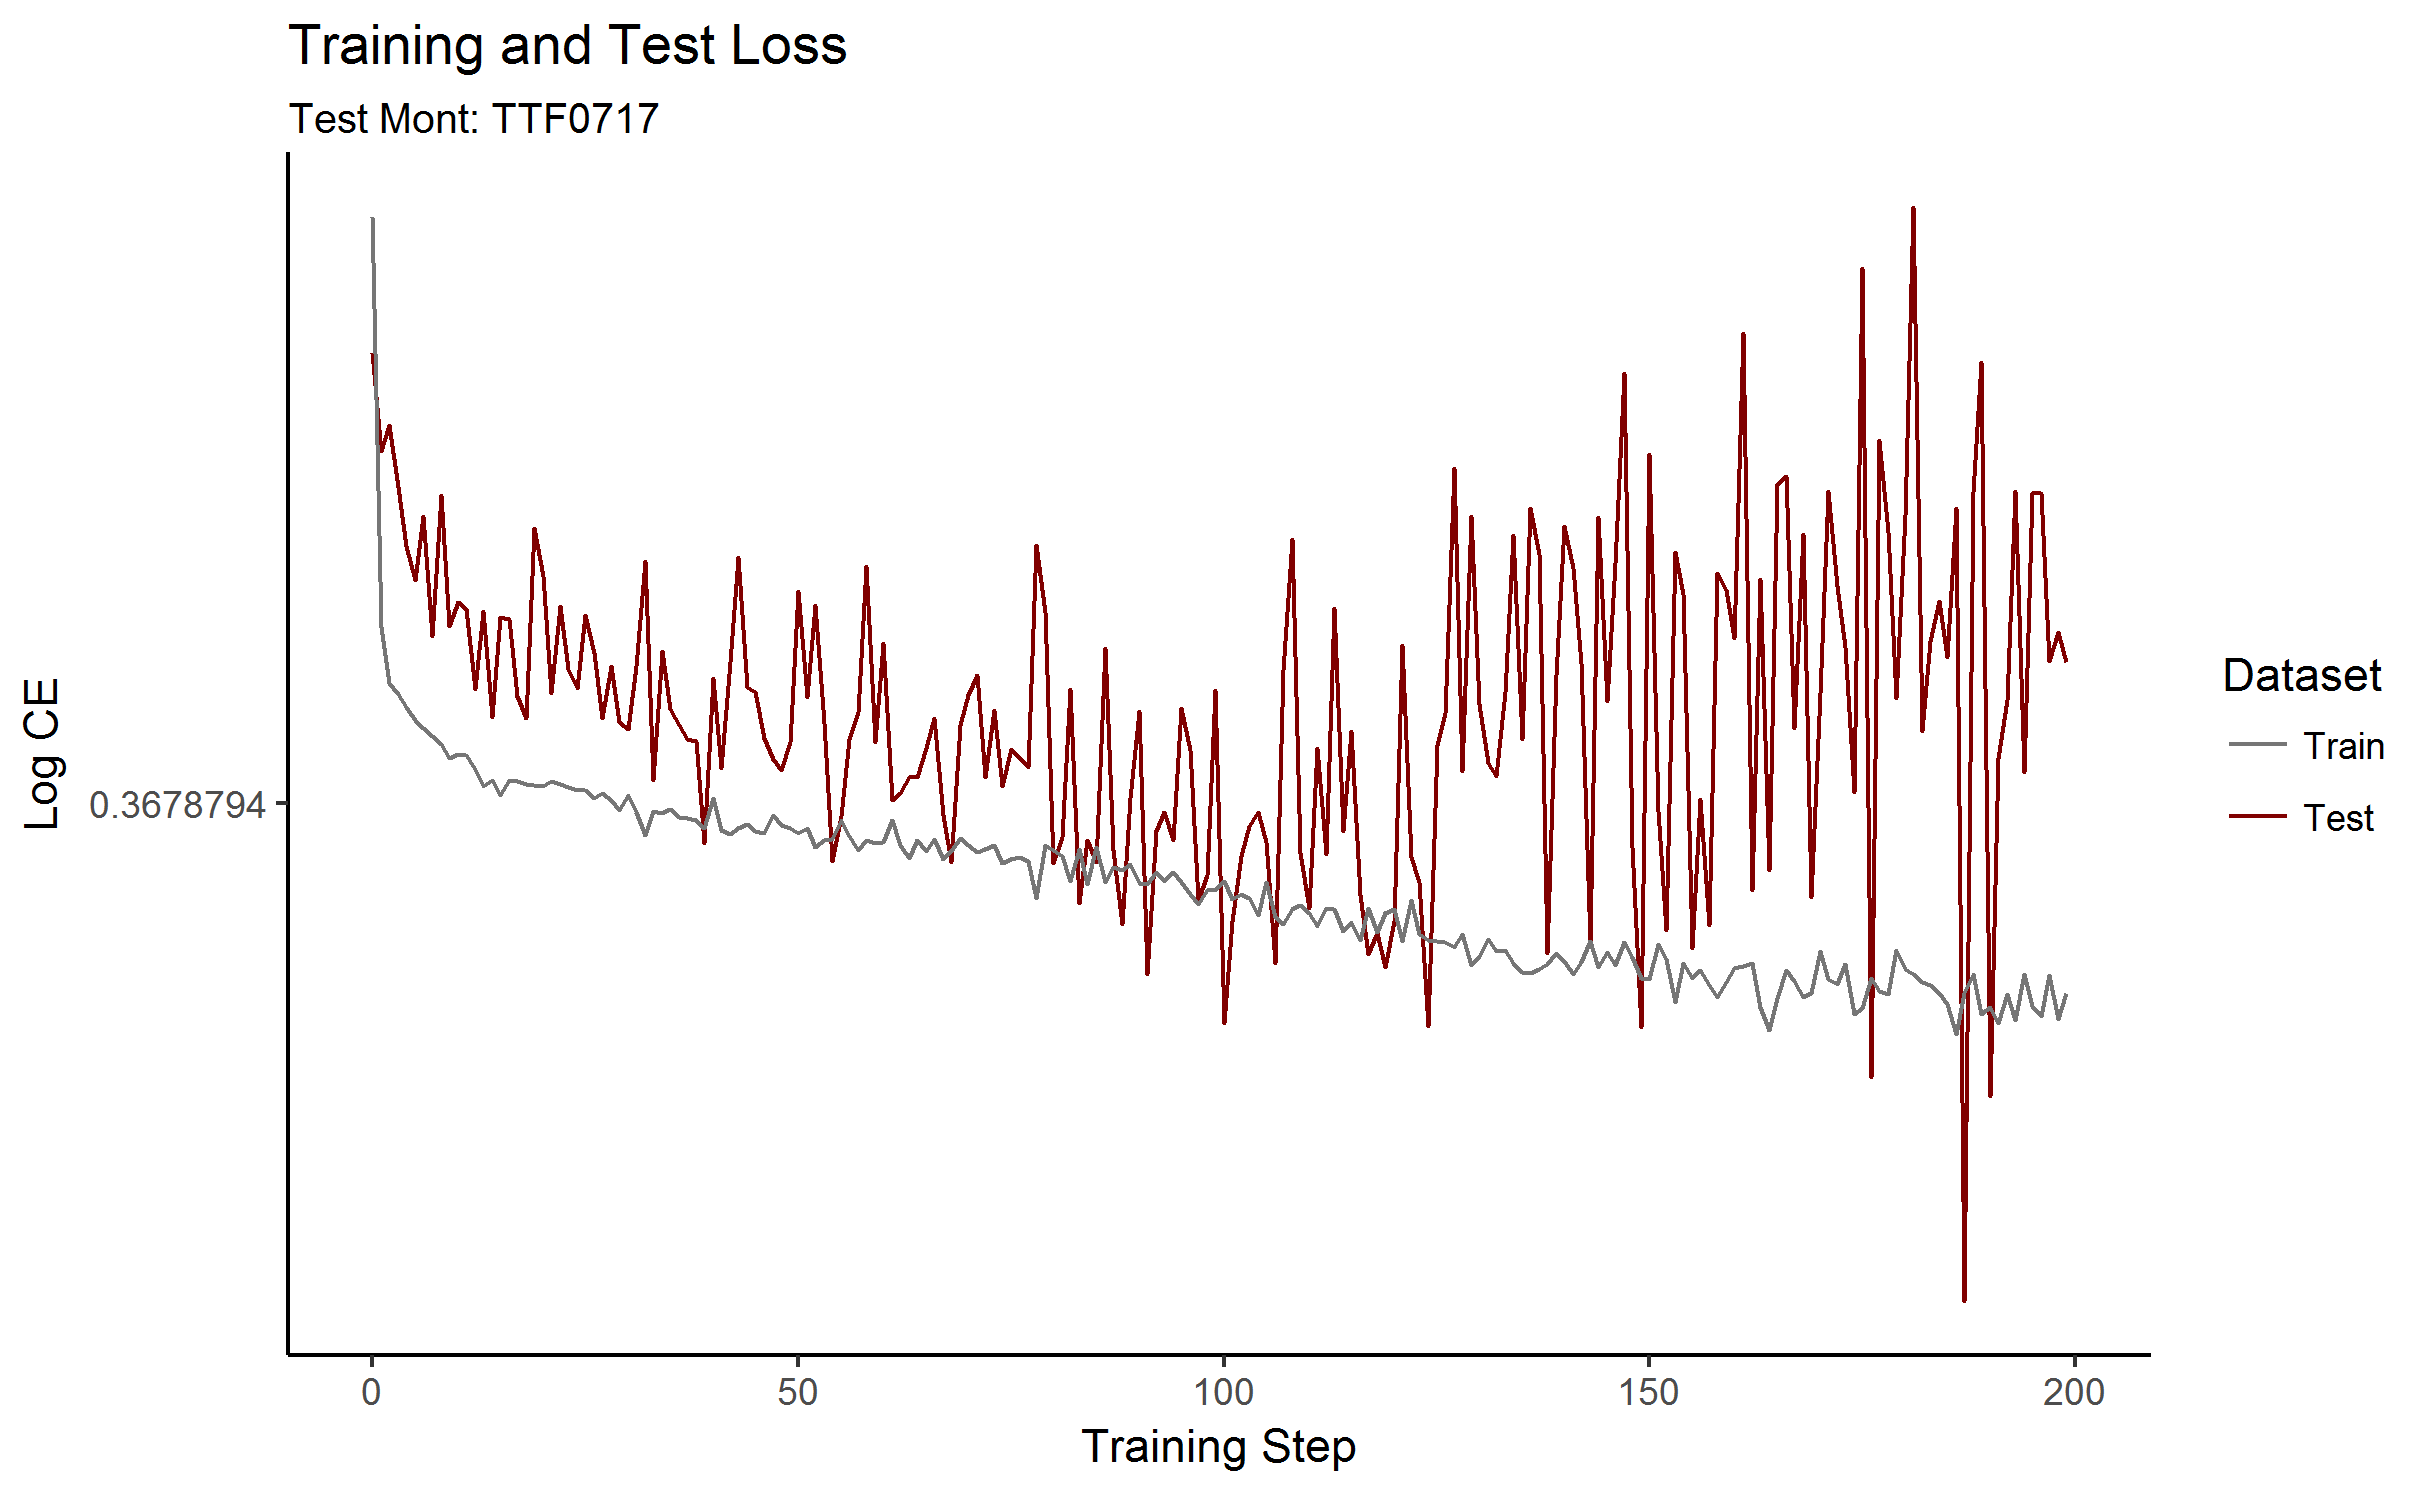 Training and Test Loss
Test Mont: TTF0717
Log CE
0.3678794
0
50
100
150
200
Training Step
Dataset
Train
Test